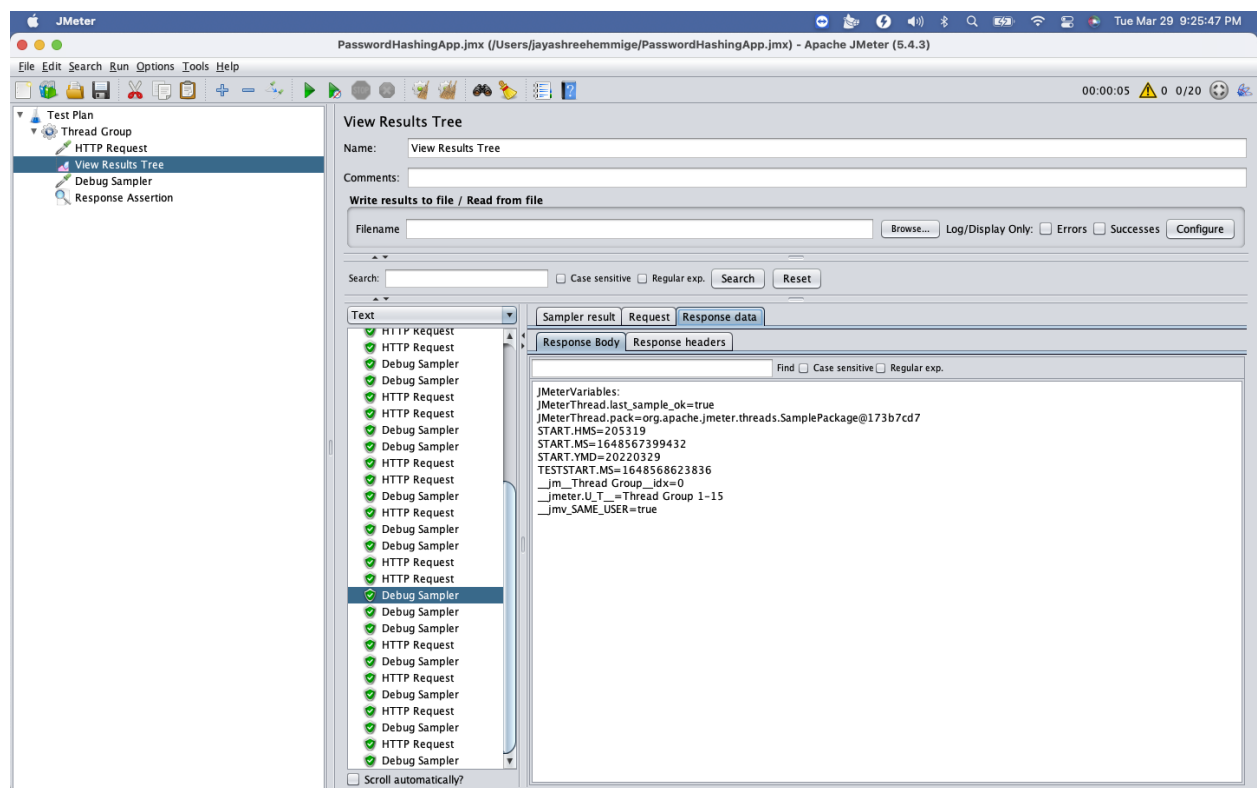 JMeter
Tue Mar 29 9:25:47 PM
PasswordHashingApp.jmx (/Users/jayashreehemmige/PasswordHashingApp.jmx) - Apache JMeter (5.4.3)
File Edit Search Run Options Tools Help
00:00:05 0 0/20
Test Plan
Thread Group
HTTP Request
View Results Tree
Debug Sampler
Response Assertion
View Results Tree
Name: View Results Tree
Comments:
Write results to file / Read from file
Filename Browse... Log/Display Only: Errors Successes Configure
Search: Case sensitive Regular exp. Search Reset
Text
HTTP Request
HTTP Request
Debug Sampler
Debug Sampler
HTTP Request
HTTP Request
Debug Sampler
Debug Sampler
HTTP Request
HTTP Request
Debug Sampler
HTTP Request
Debug Sampler
Debug Sampler
HTTP Request
HTTP Request
Debug Sampler
Debug Sampler
Debug Sampler
HTTP Request
Debug Sampler
HTTP Request
Debug Sampler
HTTP Request
Debug Sampler
HTTP Request
Debug Sampler
Scroll automatically?
Sampler result Request Response data
Response Body Response headers
Find Case sensitive Regular exp.
JMeterVariables:
JMeterThread.last_sample_ok=true
JMeterThread.pack=org.apache.jmeter.threads.SamplePackage@173b7cd7
START.HMS=205319
START.MS=1648567399432
START.YMD=20220329
TESTSTART.MS=1648568623836
__jm__Thread Group__idx=0
__jmeter.U_T__=Thread Group 1-15
__jmv_SAME_USER=true